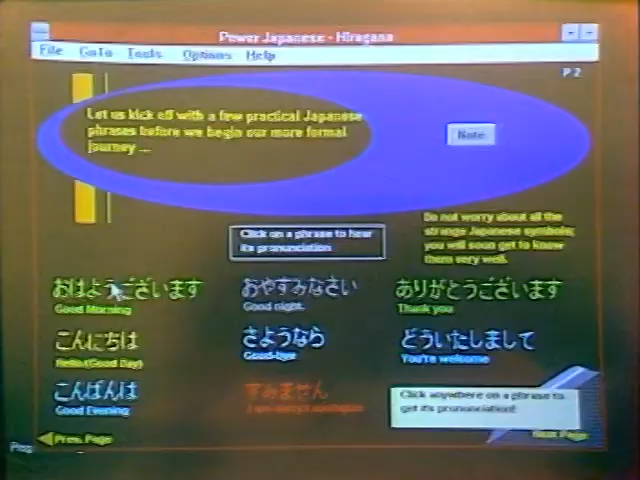 Power Japanese - Hiragana
File GoTo Tools Options Help
P 2
Let us kick off with a few practical Japanese
phrases before we begin our more formal
journey ...
Note
Click on a phrase to hear
its pronunciation
Do not worry about all the
strange Japanese symbols;
you will soon get to know
them very well.
おはようございます
Good Morning
おやすみなさい
Good night.
ありがとうございます
Thank you
こんにちは
Hello (Good Day)
さようなら
Good-bye
どういたしまして
You're welcome
こんばんは
Good Evening
すみません
Click anywhere on a phrase to
get its pronunciation!
Prev. Page
Next Page